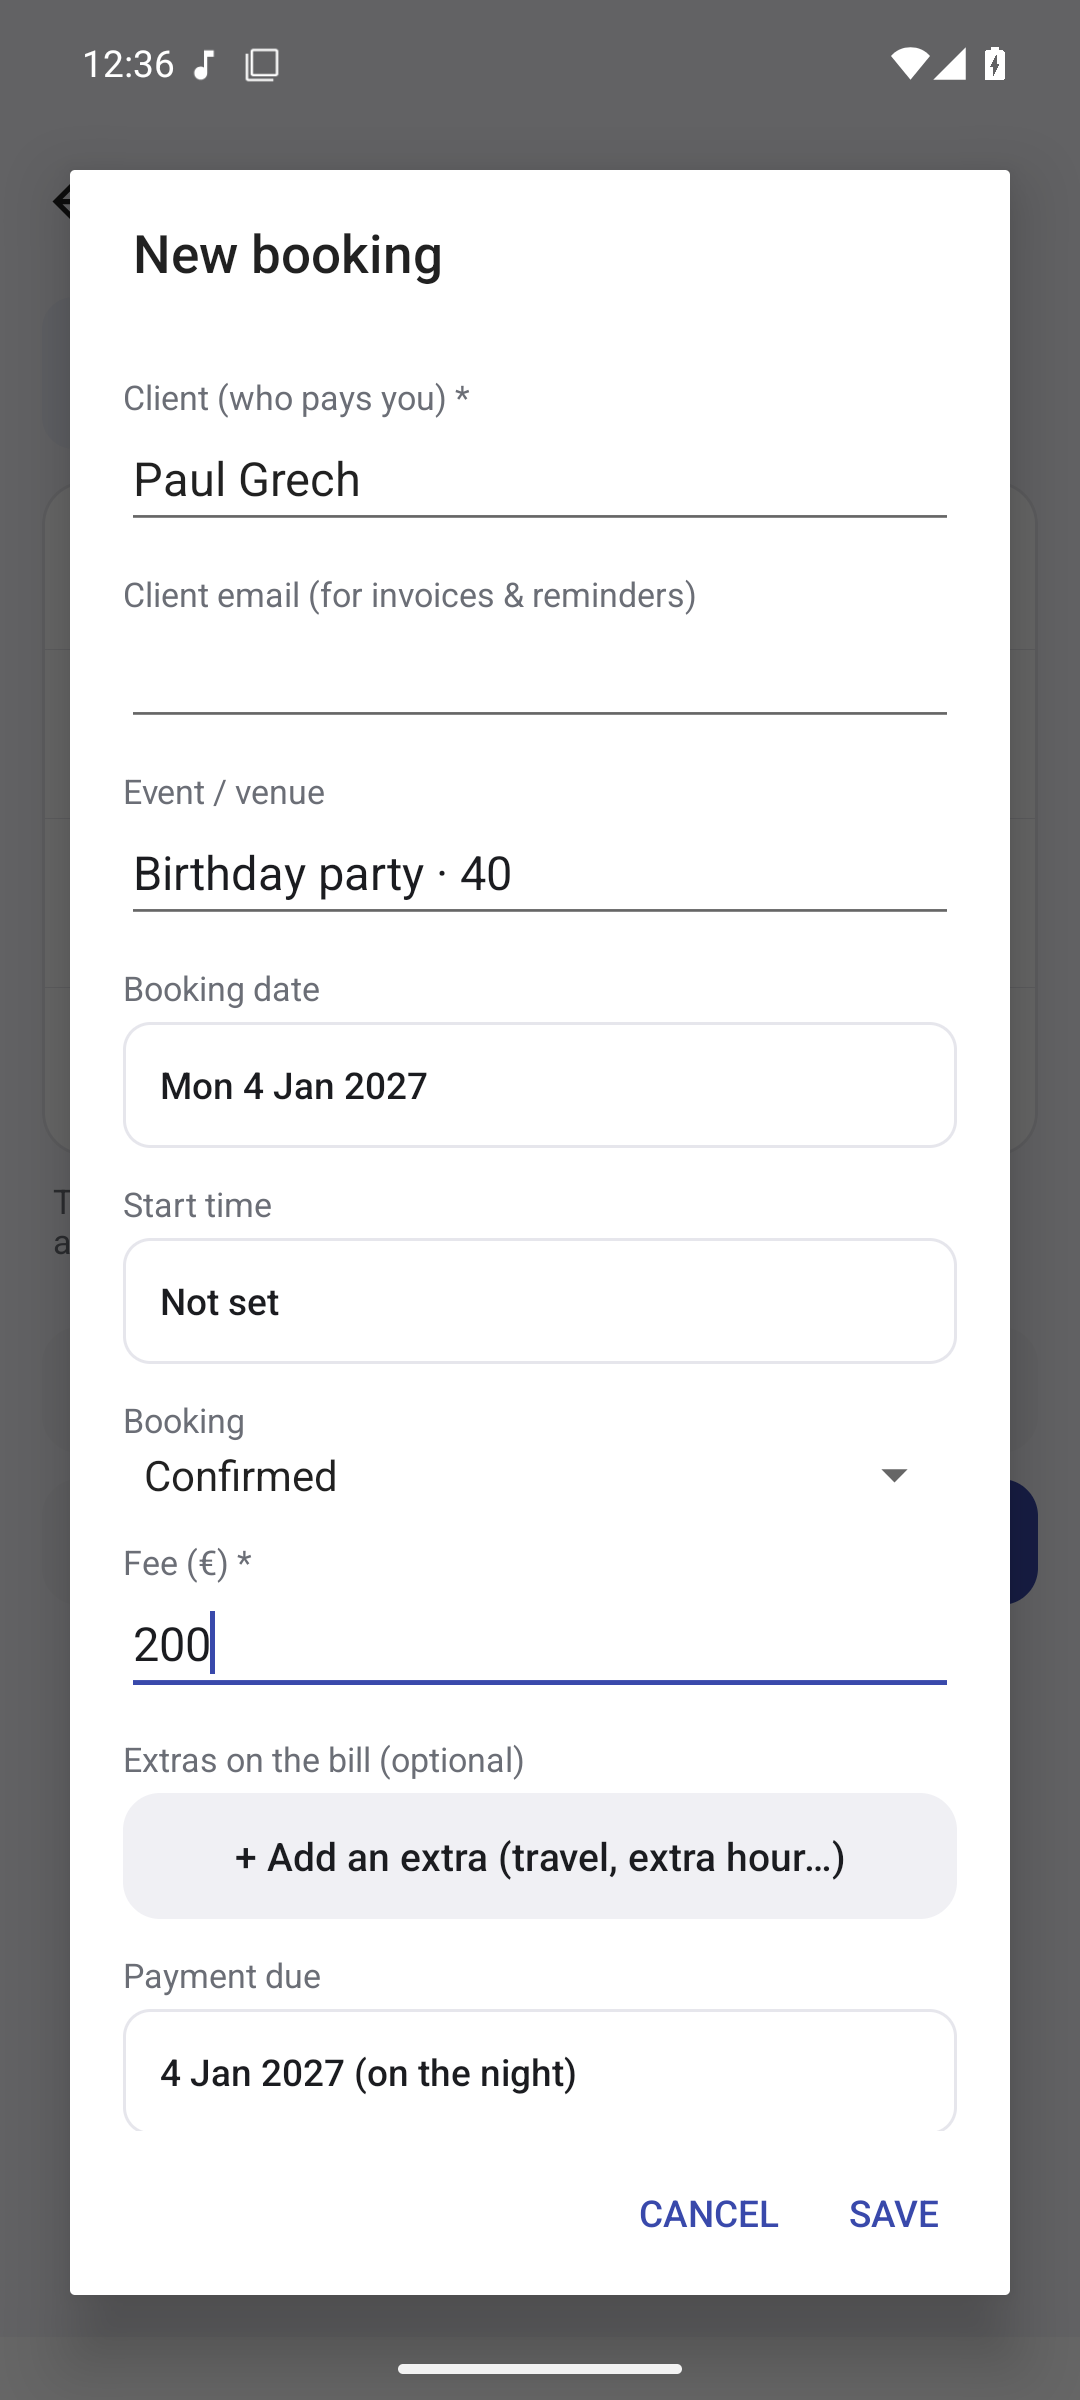 12:36
New booking
Client (who pays you) *
Paul Grech
Client email (for invoices & reminders)
Event / venue
Birthday party · 40
Booking date
Mon 4 Jan 2027
Start time
Not set
T
a
Booking
Confirmed
Fee (€) *
200
Extras on the bill (optional)
+ Add an extra (travel, extra hour…)
Payment due
4 Jan 2027 (on the night)
CANCEL SAVE